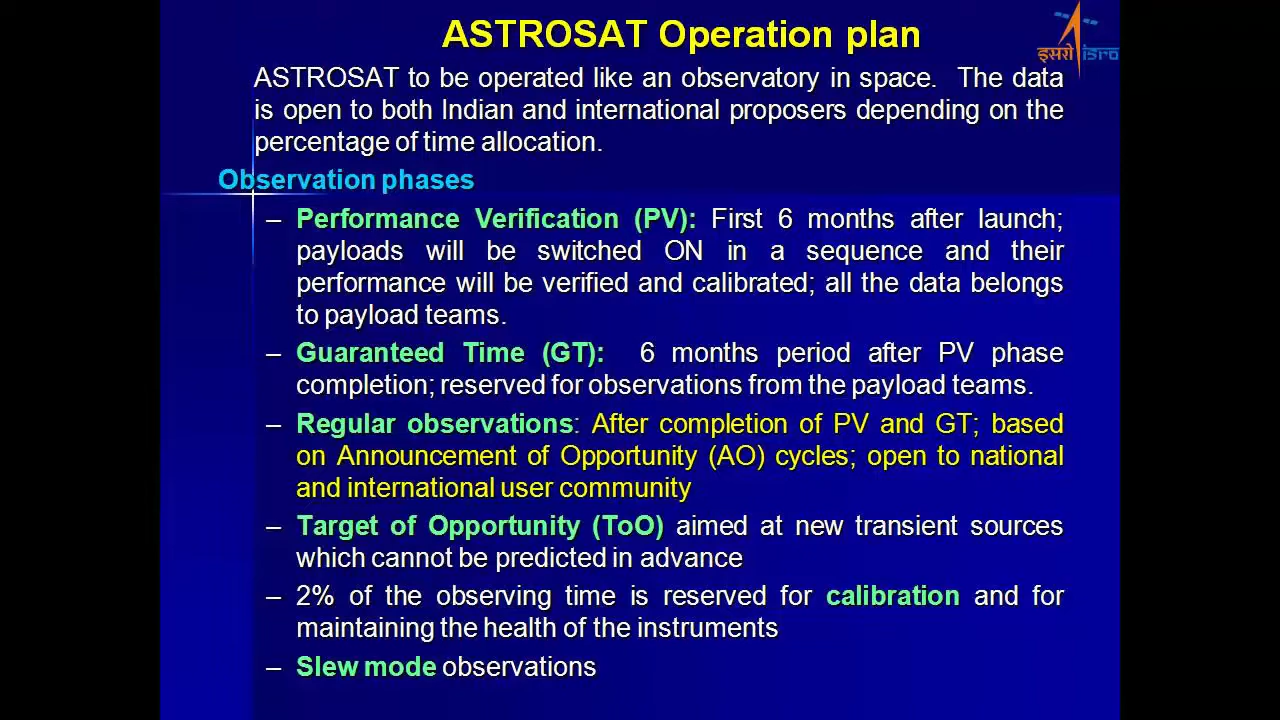 ASTROSAT Operation plan
इसरो isro
ASTROSAT to be operated like an observatory in space. The data
is open to both Indian and international proposers depending on the
percentage of time allocation.
Observation phases
– Performance Verification (PV): First 6 months after launch;
payloads will be switched ON in a sequence and their
performance will be verified and calibrated; all the data belongs
to payload teams.
– Guaranteed Time (GT): 6 months period after PV phase
completion; reserved for observations from the payload teams.
– Regular observations: After completion of PV and GT; based
on Announcement of Opportunity (AO) cycles; open to national
and international user community
– Target of Opportunity (ToO) aimed at new transient sources
which cannot be predicted in advance
– 2% of the observing time is reserved for calibration and for
maintaining the health of the instruments
– Slew mode observations